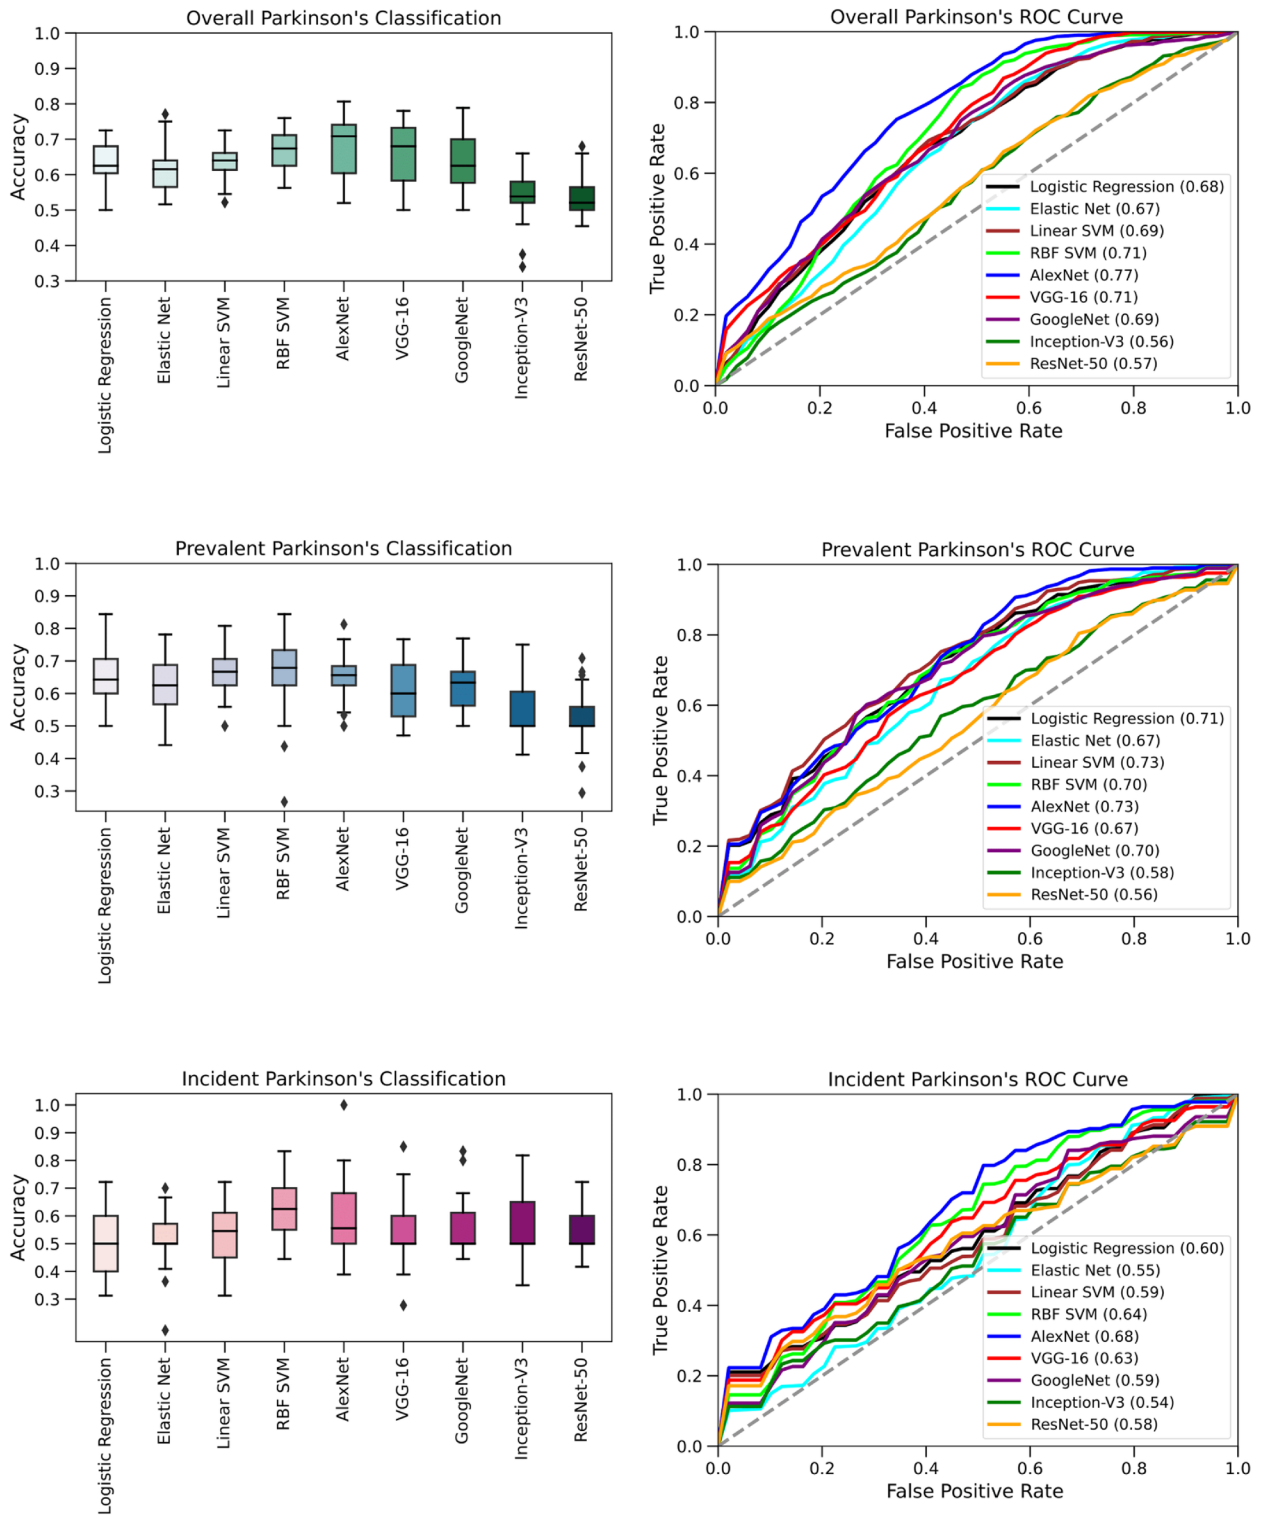 Overall Parkinson's Classification
Accuracy
1.0
0.9
0.8
0.7
0.6
0.5
0.4
0.3
Logistic Regression
Elastic Net
Linear SVM
RBF SVM
AlexNet
VGG-16
GoogleNet
Inception-V3
ResNet-50
Overall Parkinson's ROC Curve
True Positive Rate
1.0
0.8
0.6
0.4
0.2
0.0
Logistic Regression (0.68)
Elastic Net (0.67)
Linear SVM (0.69)
RBF SVM (0.71)
AlexNet (0.77)
VGG-16 (0.71)
GoogleNet (0.69)
Inception-V3 (0.56)
ResNet-50 (0.57)
0.0 0.2 0.4 0.6 0.8 1.0
False Positive Rate
Prevalent Parkinson's Classification
Accuracy
1.0
0.9
0.8
0.7
0.6
0.5
0.4
0.3
Logistic Regression
Elastic Net
Linear SVM
RBF SVM
AlexNet
VGG-16
GoogleNet
Inception-V3
ResNet-50
Prevalent Parkinson's ROC Curve
True Positive Rate
1.0
0.8
0.6
0.4
0.2
0.0
Logistic Regression (0.71)
Elastic Net (0.67)
Linear SVM (0.73)
RBF SVM (0.70)
AlexNet (0.73)
VGG-16 (0.67)
GoogleNet (0.70)
Inception-V3 (0.58)
ResNet-50 (0.56)
0.0 0.2 0.4 0.6 0.8 1.0
False Positive Rate
Incident Parkinson's Classification
Accuracy
1.0
0.9
0.8
0.7
0.6
0.5
0.4
0.3
Logistic Regression
Elastic Net
Linear SVM
RBF SVM
AlexNet
VGG-16
GoogleNet
Inception-V3
ResNet-50
Incident Parkinson's ROC Curve
True Positive Rate
1.0
0.8
0.6
0.4
0.2
0.0
Logistic Regression (0.60)
Elastic Net (0.55)
Linear SVM (0.59)
RBF SVM (0.64)
AlexNet (0.68)
VGG-16 (0.63)
GoogleNet (0.59)
Inception-V3 (0.54)
ResNet-50 (0.58)
0.0 0.2 0.4 0.6 0.8 1.0
False Positive Rate